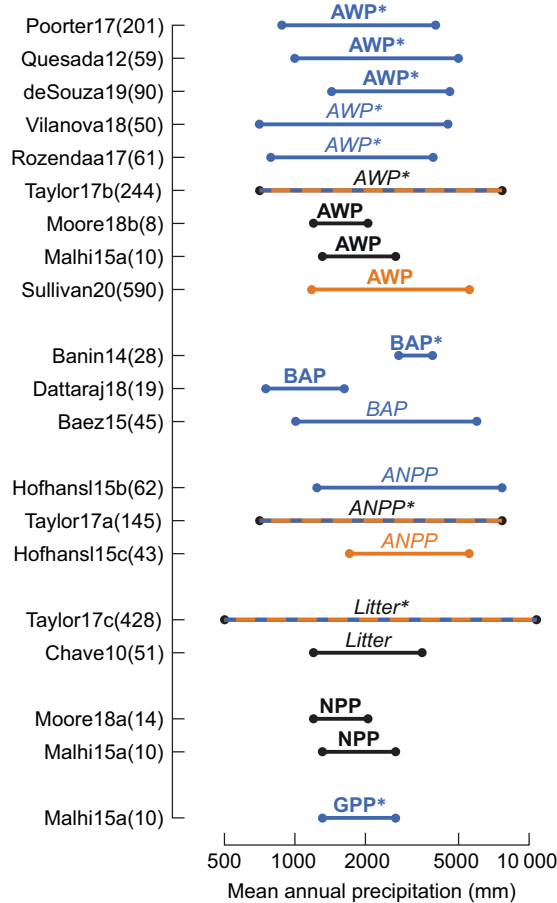 Poorter17(201) AWP*
Quesada12(59) AWP*
deSouza19(90) AWP*
Vilanova18(50) AWP*
Rozendaa17(61) AWP*
Taylor17b(244) AWP*
Moore18b(8) AWP
Malhi15a(10) AWP
Sullivan20(590) AWP
Banin14(28) BAP*
Dattaraj18(19) BAP
Baez15(45) BAP
Hofhansl15b(62) ANPP
Taylor17a(145) ANPP*
Hofhansl15c(43) ANPP
Taylor17c(428) Litter*
Chave10(51) Litter
Moore18a(14) NPP
Malhi15a(10) NPP
Malhi15a(10) GPP*
500 1000 2000 5000 10 000
Mean annual precipitation (mm)